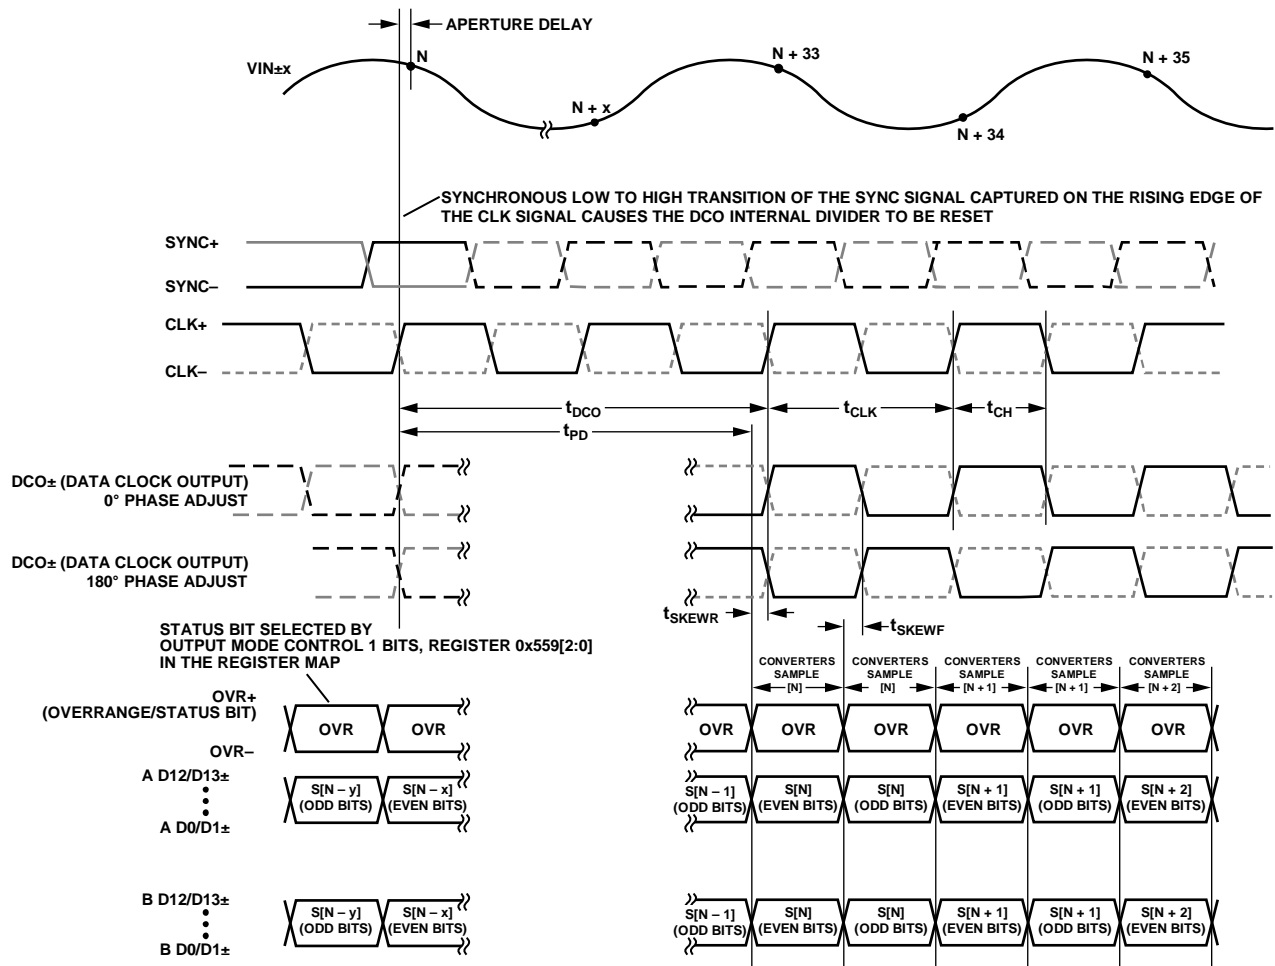 APERTURE DELAY
VIN±x
N
N + x
N + 33
N + 34
N + 35
SYNCHRONOUS LOW TO HIGH TRANSITION OF THE SYNC SIGNAL CAPTURED ON THE RISING EDGE OF
THE CLK SIGNAL CAUSES THE DCO INTERNAL DIVIDER TO BE RESET
SYNC+
SYNC–
CLK+
CLK–
tDCO
tCLK
tCH
tPD
DCO± (DATA CLOCK OUTPUT)
0° PHASE ADJUST
DCO± (DATA CLOCK OUTPUT)
180° PHASE ADJUST
tSKEWR
tSKEWF
STATUS BIT SELECTED BY
OUTPUT MODE CONTROL 1 BITS, REGISTER 0x559[2:0]
IN THE REGISTER MAP
CONVERTERS
SAMPLE
[N]
CONVERTERS
SAMPLE
[N]
CONVERTERS
SAMPLE
[N + 1]
CONVERTERS
SAMPLE
[N + 1]
CONVERTERS
SAMPLE
[N + 2]
OVR+
(OVERRANGE/STATUS BIT)
OVR–
OVR
OVR
OVR
OVR
OVR
OVR
OVR
OVR
A D12/D13±
A D0/D1±
S[N – y]
(ODD BITS)
S[N – x]
(EVEN BITS)
S[N – 1]
(ODD BITS)
S[N]
(EVEN BITS)
S[N]
(ODD BITS)
S[N + 1]
(EVEN BITS)
S[N + 1]
(ODD BITS)
S[N + 2]
(EVEN BITS)
B D12/D13±
B D0/D1±
S[N – y]
(ODD BITS)
S[N – x]
(EVEN BITS)
S[N – 1]
(ODD BITS)
S[N]
(EVEN BITS)
S[N]
(ODD BITS)
S[N + 1]
(EVEN BITS)
S[N + 1]
(ODD BITS)
S[N + 2]
(EVEN BITS)